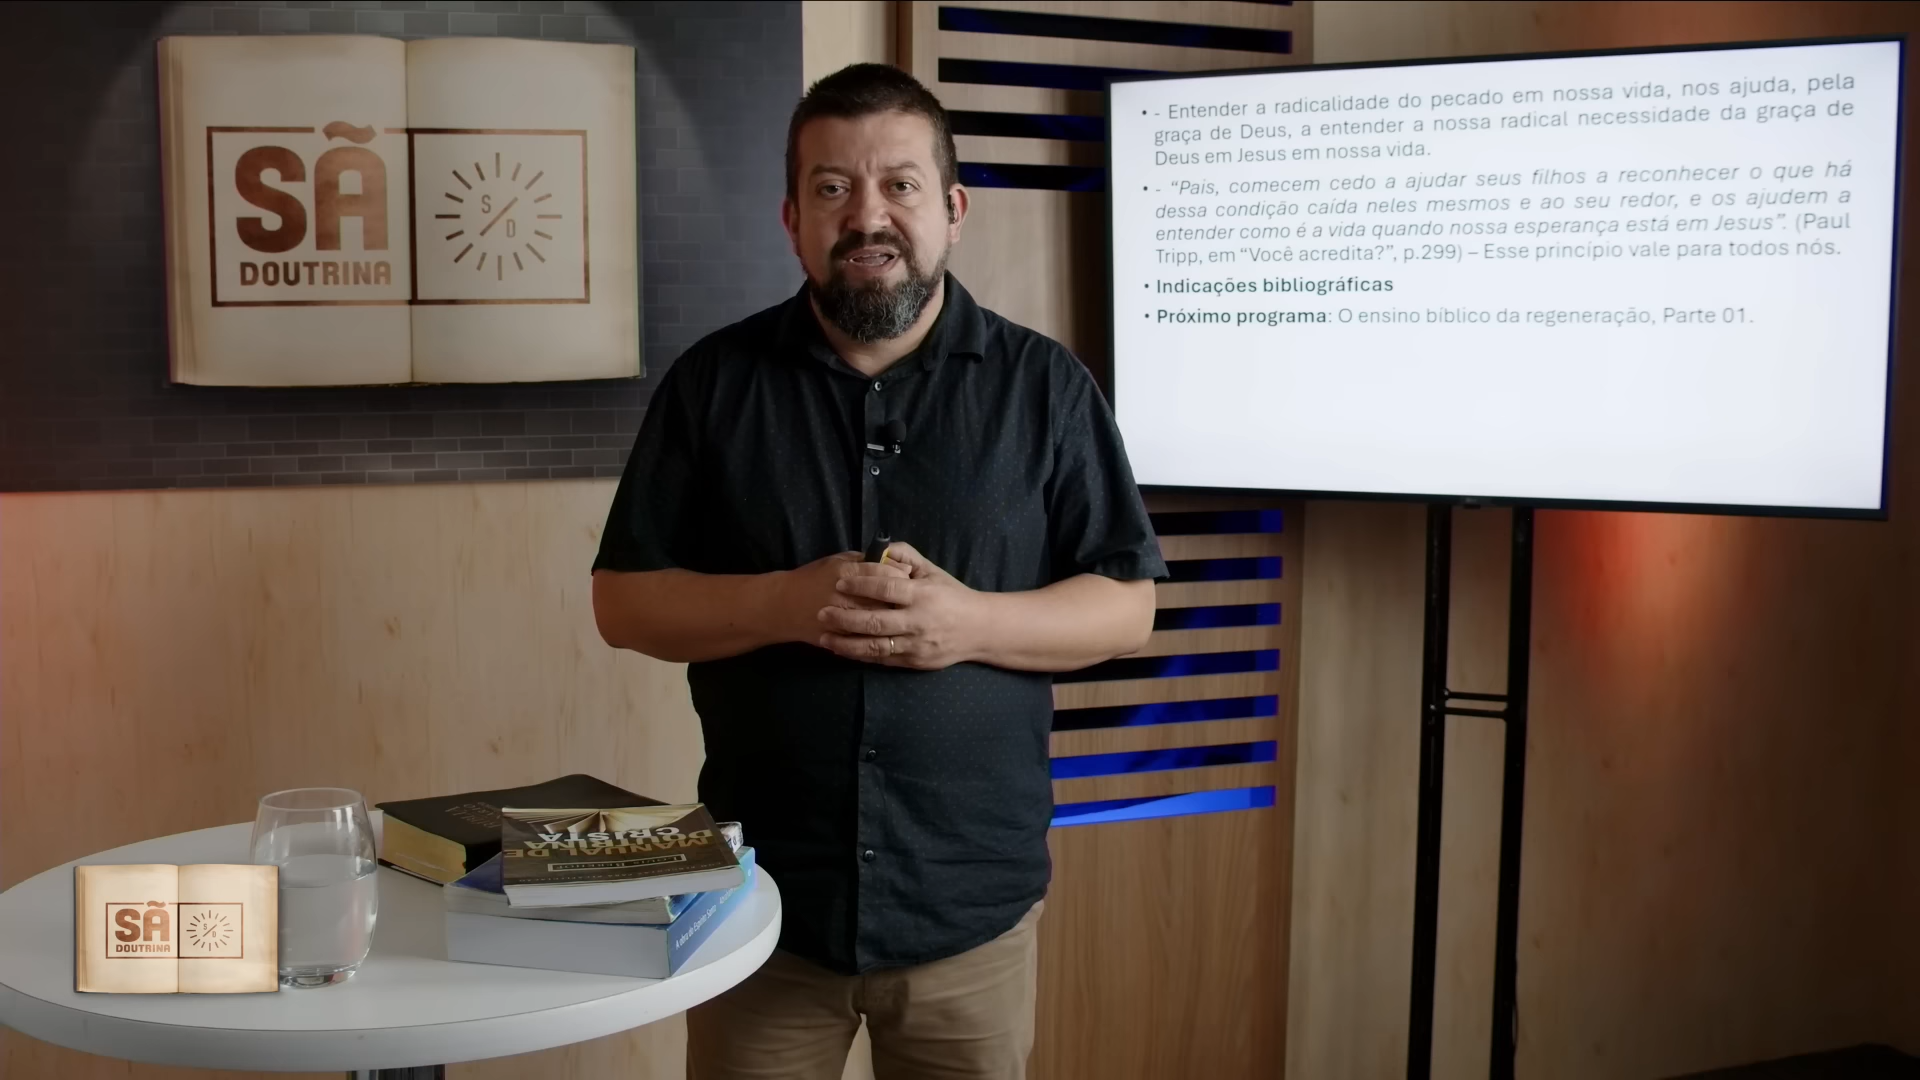 SÃ
DOUTRINA
S
D
• - Entender a radicalidade do pecado em nossa vida, nos ajuda, pela
graça de Deus, a entender a nossa radical necessidade da graça de
Deus em Jesus em nossa vida.
• - “Pais, comecem cedo a ajudar seus filhos a reconhecer o que há
dessa condição caída neles mesmos e ao seu redor, e os ajudem a
entender como é a vida quando nossa esperança está em Jesus”. (Paul
Tripp, em “Você acredita?”, p.299) – Esse princípio vale para todos nós.
• Indicações bibliográficas
• Próximo programa: O ensino bíblico da regeneração, Parte 01.
MANUAL DE
DOUTRINA
CRISTÃ
A obra do Espírito Santo
SÃ
DOUTRINA
S
D